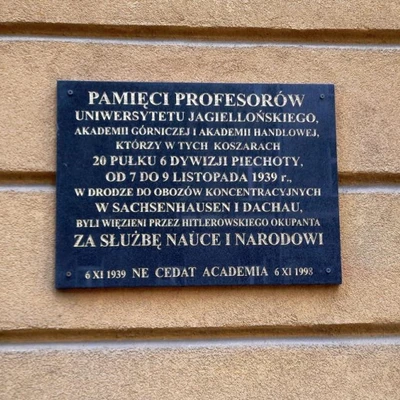 PAMIĘCI PROFESORÓW
UNIWERSYTETU JAGIELLOŃSKIEGO,
AKADEMII GÓRNICZEJ I AKADEMII HANDLOWEJ,
KTÓRZY W TYCH KOSZARACH
20 PUŁKU 6 DYWIZJI PIECHOTY,
OD 7 DO 9 LISTOPADA 1939 r.,
W DRODZE DO OBOZÓW KONCENTRACYJNYCH
W SACHSENHAUSEN I DACHAU,
BYLI WIĘZIENI PRZEZ HITLEROWSKIEGO OKUPANTA
ZA SŁUŻBĘ NAUCE I NARODOWI
6 XI 1939 NE CEDAT ACADEMIA 6 XI 1998